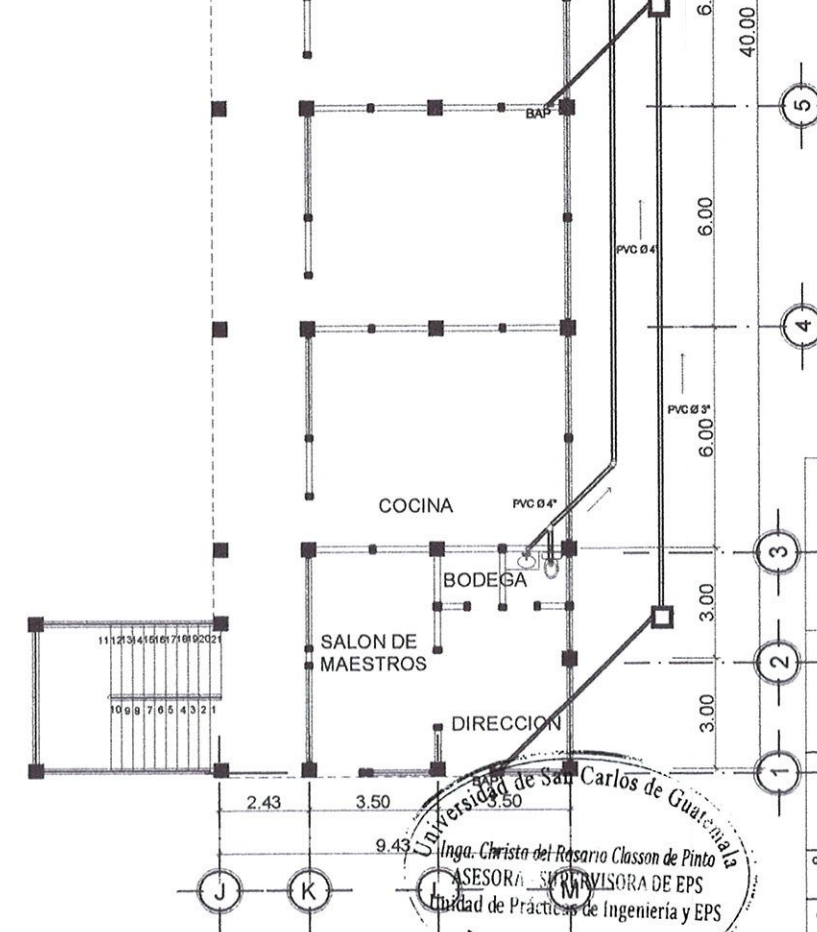 6.
40.00
5
BAP
6.00
PVC Ø 4"
4
PVC Ø 3"
6.00
COCINA
PVC Ø 4"
3
BODEGA
3.00
11 12 13 14 15 16 17 18 19 20 21
SALON DE
MAESTROS
2
10 9 8 7 6 5 4 3 2 1
DIRECCION
3.00
1
BAP
2.43
3.50
3.50
9.43
Universidad de San Carlos de Guatemala
Inga. Christa del Rosario Classon de Pinto
ASESORA - SUPERVISORA DE EPS
Unidad de Prácticas de Ingeniería y EPS
J
K
L
M